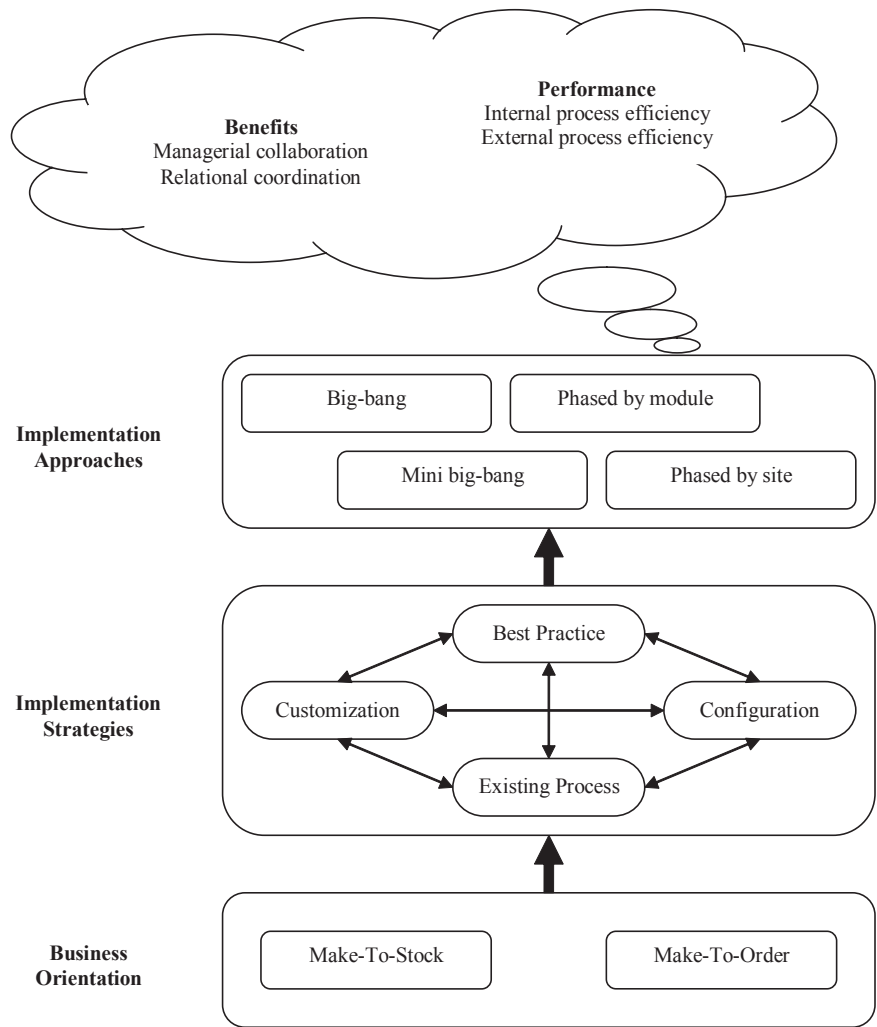 Performance
Internal process efficiency
External process efficiency
Benefits
Managerial collaboration
Relational coordination
Implementation
Approaches
Big-bang
Phased by module
Mini big-bang
Phased by site
Implementation
Strategies
Best Practice
Customization
Configuration
Existing Process
Business
Orientation
Make-To-Stock
Make-To-Order